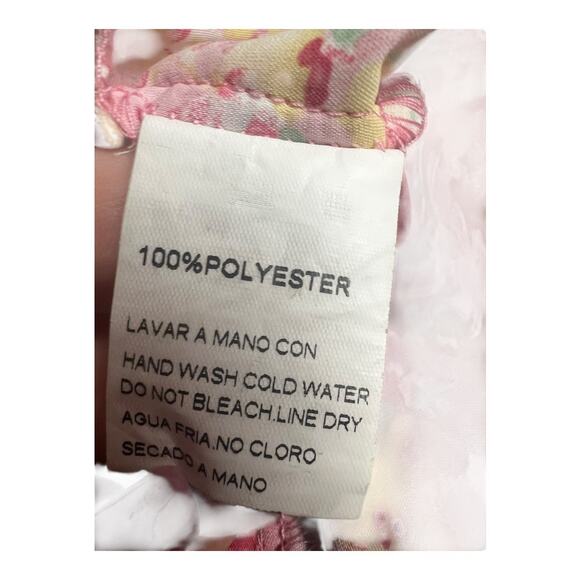 100%POLYESTER
LAVAR A MANO CON
HAND WASH COLD WATER
DO NOT BLEACH.LINE DRY
AGUA FRIA.NO CLORO
SECADO A MANO